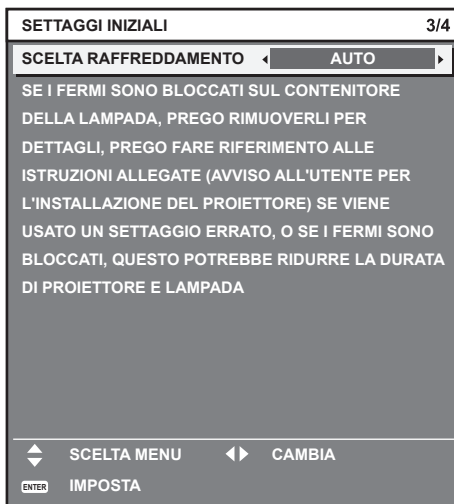 SETTAGGI INIZIALI 3/4
SCELTA RAFFREDDAMENTO AUTO
SE I FERMI SONO BLOCCATI SUL CONTENITORE
DELLA LAMPADA, PREGO RIMUOVERLI PER
DETTAGLI, PREGO FARE RIFERIMENTO ALLE
ISTRUZIONI ALLEGATE (AVVISO ALL'UTENTE PER
L'INSTALLAZIONE DEL PROIETTORE) SE VIENE
USATO UN SETTAGGIO ERRATO, O SE I FERMI SONO
BLOCCATI, QUESTO POTREBBE RIDURRE LA DURATA
DI PROIETTORE E LAMPADA
SCELTA MENU CAMBIA
ENTER IMPOSTA